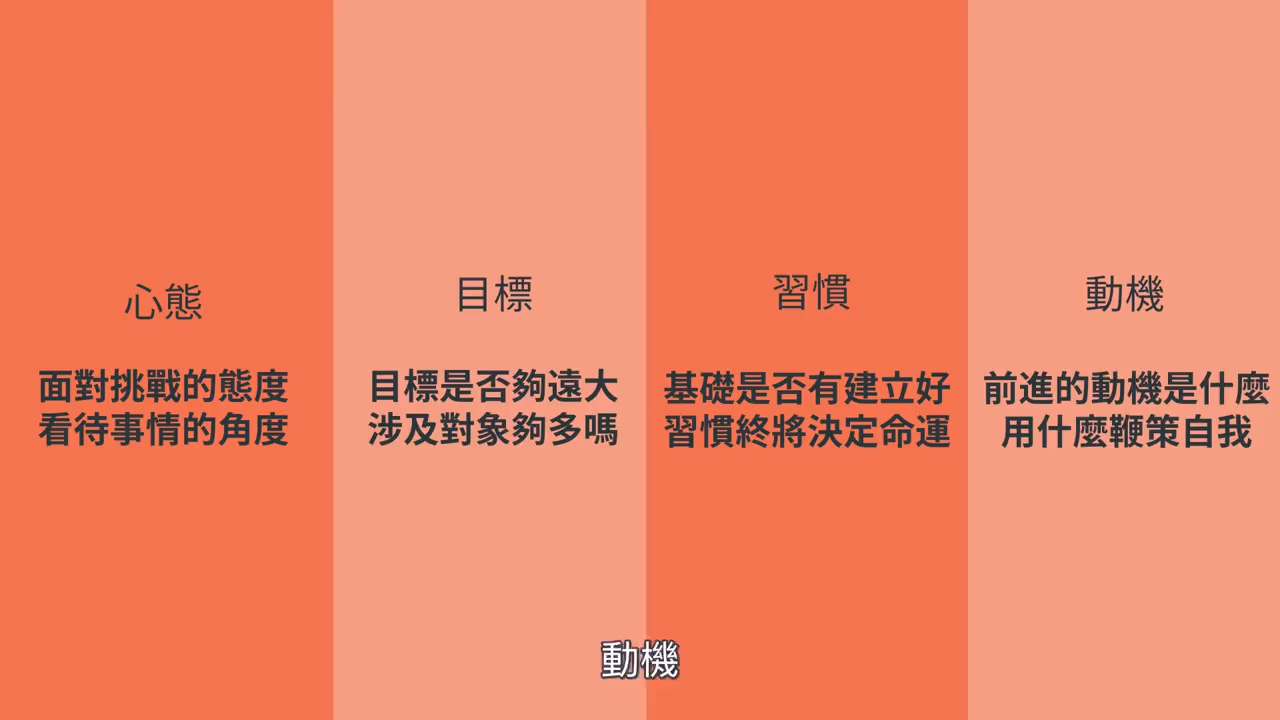 心態
面對挑戰的態度
看待事情的角度
目標
目標是否夠遠大
涉及對象夠多嗎
習慣
基礎是否有建立好
習慣終將決定命運
動機
前進的動機是什麼
用什麼鞭策自我
動機